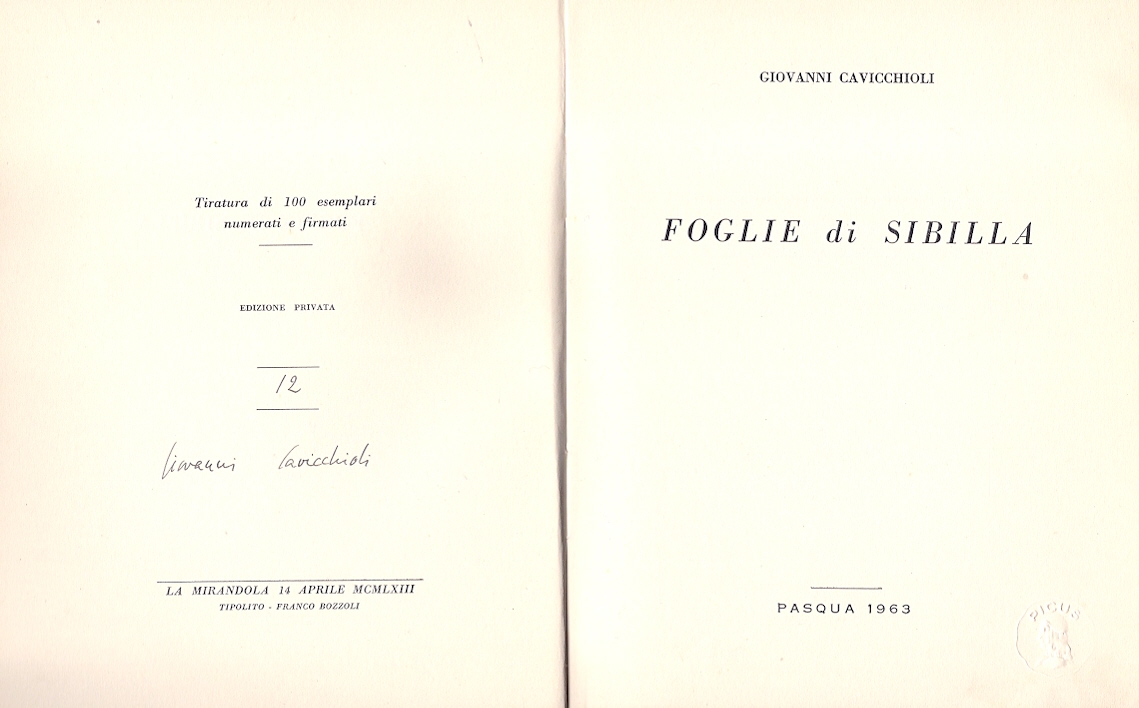 Tiratura di 100 esemplari
numerati e firmati
EDIZIONE PRIVATA
12
Giovanni Cavicchioli
LA MIRANDOLA 14 APRILE MCMLXIII
TIPOLITO - FRANCO BOZZOLI
GIOVANNI CAVICCHIOLI
FOGLIE di SIBILLA
PASQUA 1963
PICUS